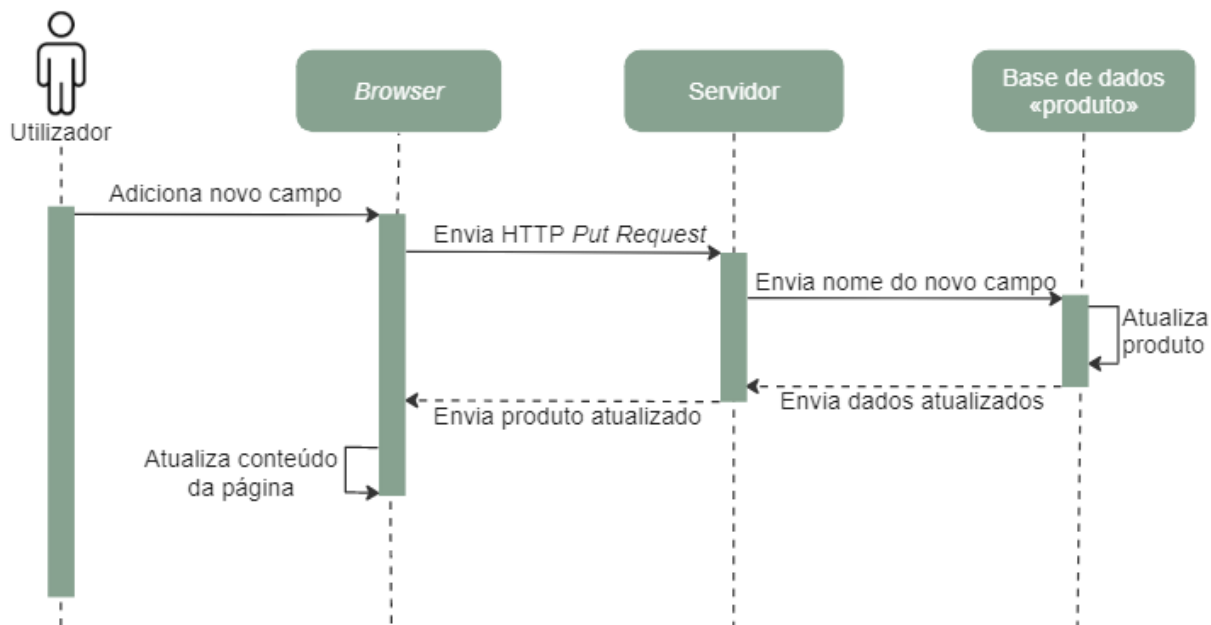 Utilizador
Browser
Servidor
Base de dados
«produto»
Adiciona novo campo
Envia HTTP Put Request
Envia nome do novo campo
Atualiza
produto
Envia dados atualizados
Envia produto atualizado
Atualiza conteúdo
da página